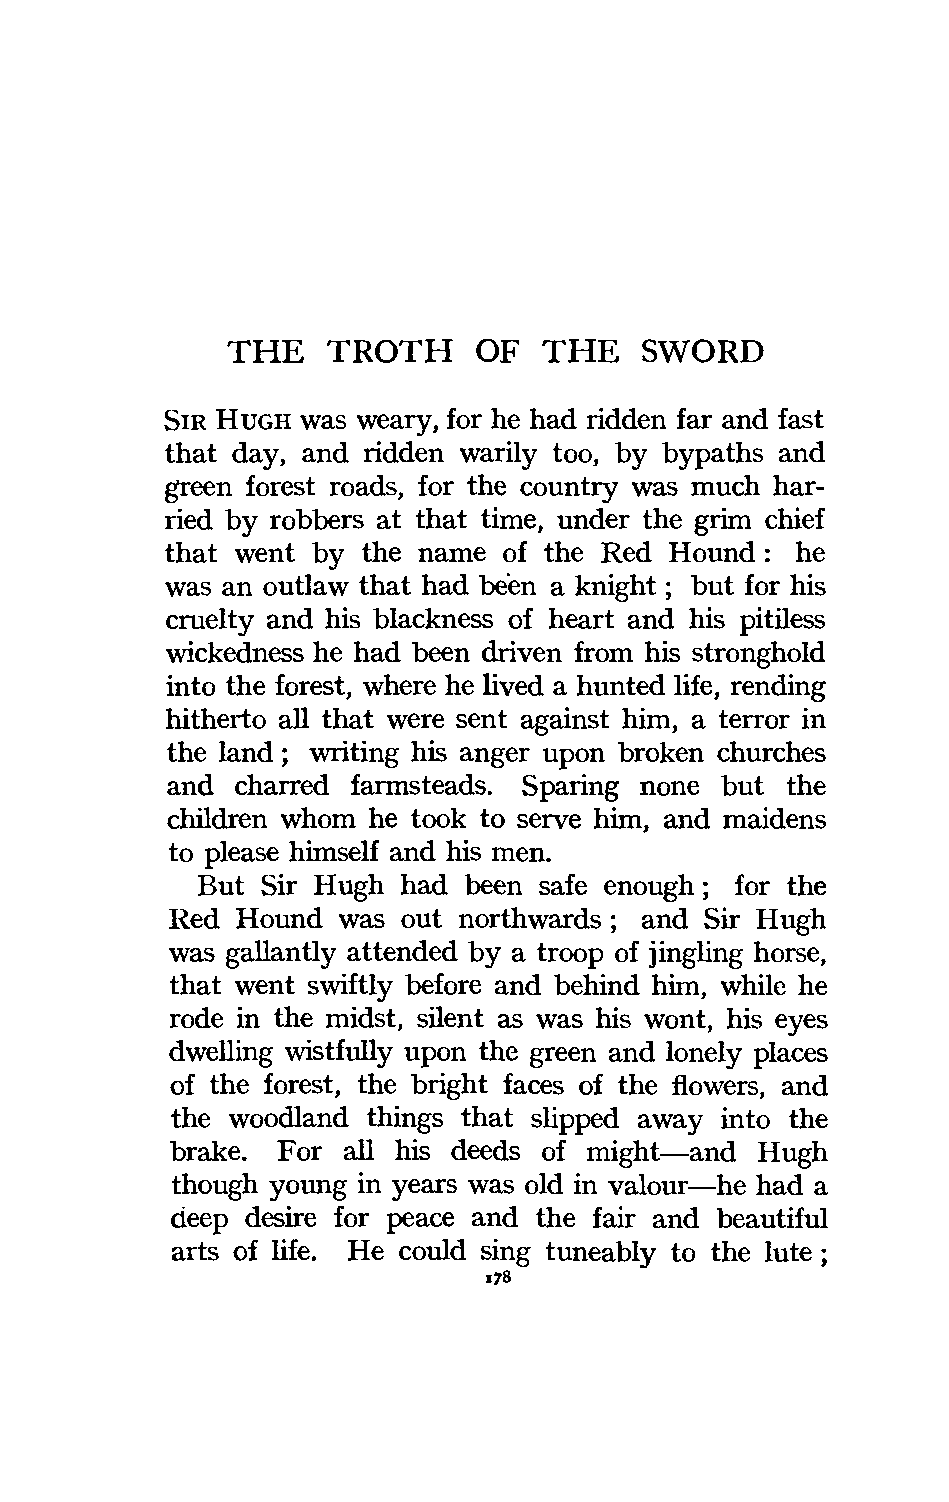 THE TROTH OF THE SWORD
SIR HUGH was weary, for he had ridden far and fast
that day, and ridden warily too, by bypaths and
green forest roads, for the country was much har-
ried by robbers at that time, under the grim chief
that went by the name of the Red Hound : he
was an outlaw that had been a knight ; but for his
cruelty and his blackness of heart and his pitiless
wickedness he had been driven from his stronghold
into the forest, where he lived a hunted life, rending
hitherto all that were sent against him, a terror in
the land ; writing his anger upon broken churches
and charred farmsteads. Sparing none but the
children whom he took to serve him, and maidens
to please himself and his men.
But Sir Hugh had been safe enough ; for the
Red Hound was out northwards ; and Sir Hugh
was gallantly attended by a troop of jingling horse,
that went swiftly before and behind him, while he
rode in the midst, silent as was his wont, his eyes
dwelling wistfully upon the green and lonely places
of the forest, the bright faces of the flowers, and
the woodland things that slipped away into the
brake. For all his deeds of might—and Hugh
though young in years was old in valour—he had a
deep desire for peace and the fair and beautiful
arts of life. He could sing tuneably to the lute ;
178